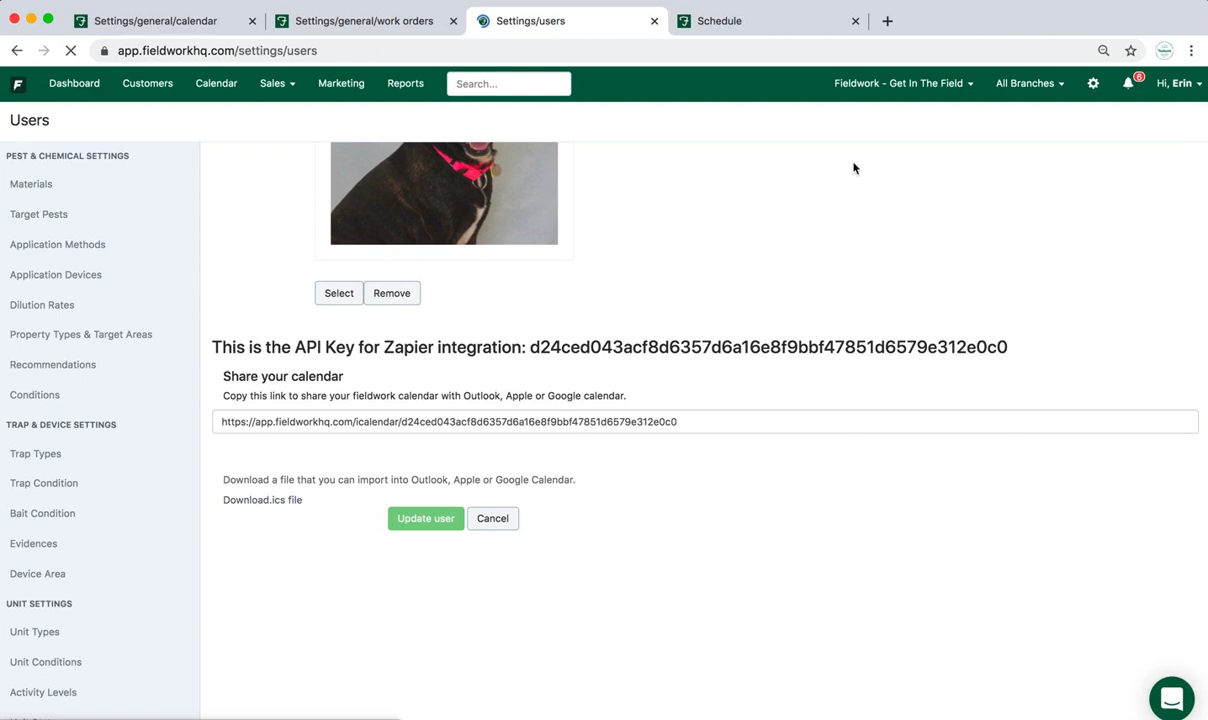 Settings/general/calendar
Settings/general/work orders
Settings/users
Schedule
app.fieldworkhq.com/settings/users
F Dashboard Customers Calendar Sales Marketing Reports Search... Fieldwork - Get In The Field All Branches 6 Hi, Erin
Users
PEST & CHEMICAL SETTINGS
Materials
Target Pests
Application Methods
Application Devices
Dilution Rates
Property Types & Target Areas
Recommendations
Conditions
TRAP & DEVICE SETTINGS
Trap Types
Trap Condition
Bait Condition
Evidences
Device Area
UNIT SETTINGS
Unit Types
Unit Conditions
Activity Levels
Select Remove
This is the API Key for Zapier integration: d24ced043acf8d6357d6a16e8f9bbf47851d6579e312e0c0
Share your calendar
Copy this link to share your fieldwork calendar with Outlook, Apple or Google calendar.
https://app.fieldworkhq.com/icalendar/d24ced043acf8d6357d6a16e8f9bbf47851d6579e312e0c0
Download a file that you can import into Outlook, Apple or Google Calendar.
Download.ics file
Update user Cancel